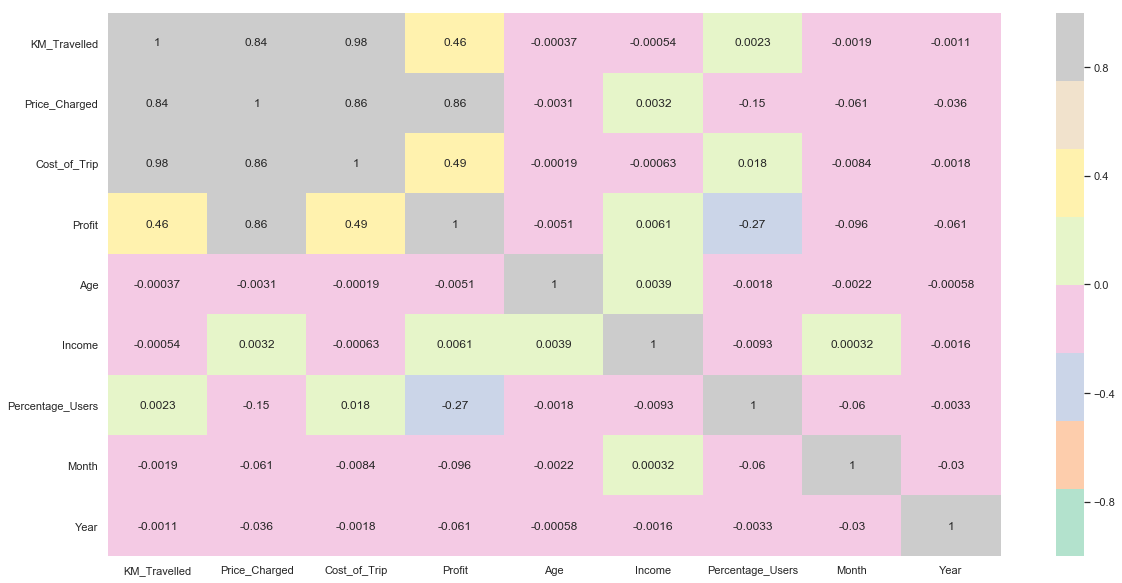 KM_Travelled 1 0.84 0.98 0.46 -0.00037 -0.00054 0.0023 -0.0019 -0.0011
Price_Charged 0.84 1 0.86 0.86 -0.0031 0.0032 -0.15 -0.061 -0.036
Cost_of_Trip 0.98 0.86 1 0.49 -0.00019 -0.00063 0.018 -0.0084 -0.0018
Profit 0.46 0.86 0.49 1 -0.0051 0.0061 -0.27 -0.096 -0.061
Age -0.00037 -0.0031 -0.00019 -0.0051 1 0.0039 -0.0018 -0.0022 -0.00058
Income -0.00054 0.0032 -0.00063 0.0061 0.0039 1 -0.0093 0.00032 -0.0016
Percentage_Users 0.0023 -0.15 0.018 -0.27 -0.0018 -0.0093 1 -0.06 -0.0033
Month -0.0019 -0.061 -0.0084 -0.096 -0.0022 0.00032 -0.06 1 -0.03
Year -0.0011 -0.036 -0.0018 -0.061 -0.00058 -0.0016 -0.0033 -0.03 1
KM_Travelled Price_Charged Cost_of_Trip Profit Age Income Percentage_Users Month Year
0.8
0.4
0.0
−0.4
−0.8